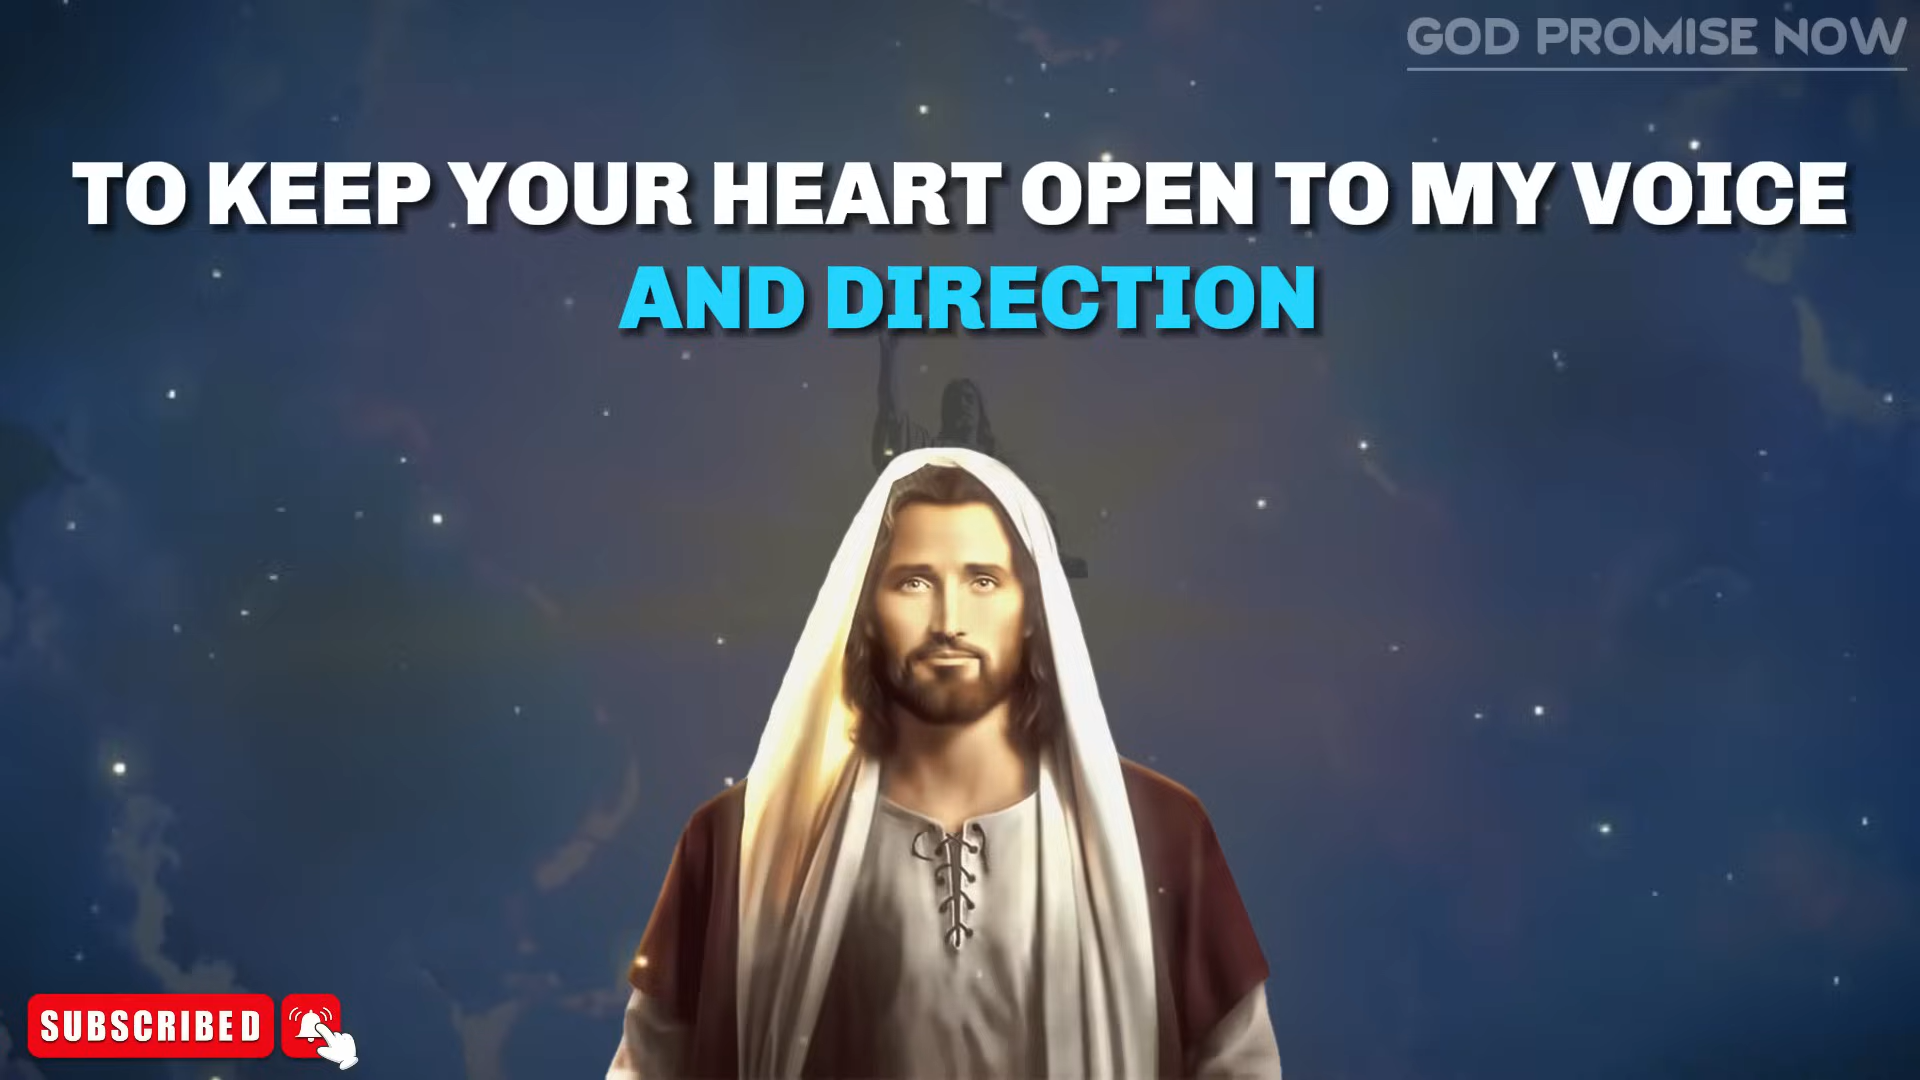 GOD PROMISE NOW
TO KEEP YOUR HEART OPEN TO MY VOICE
AND DIRECTION
SUBSCRIBED